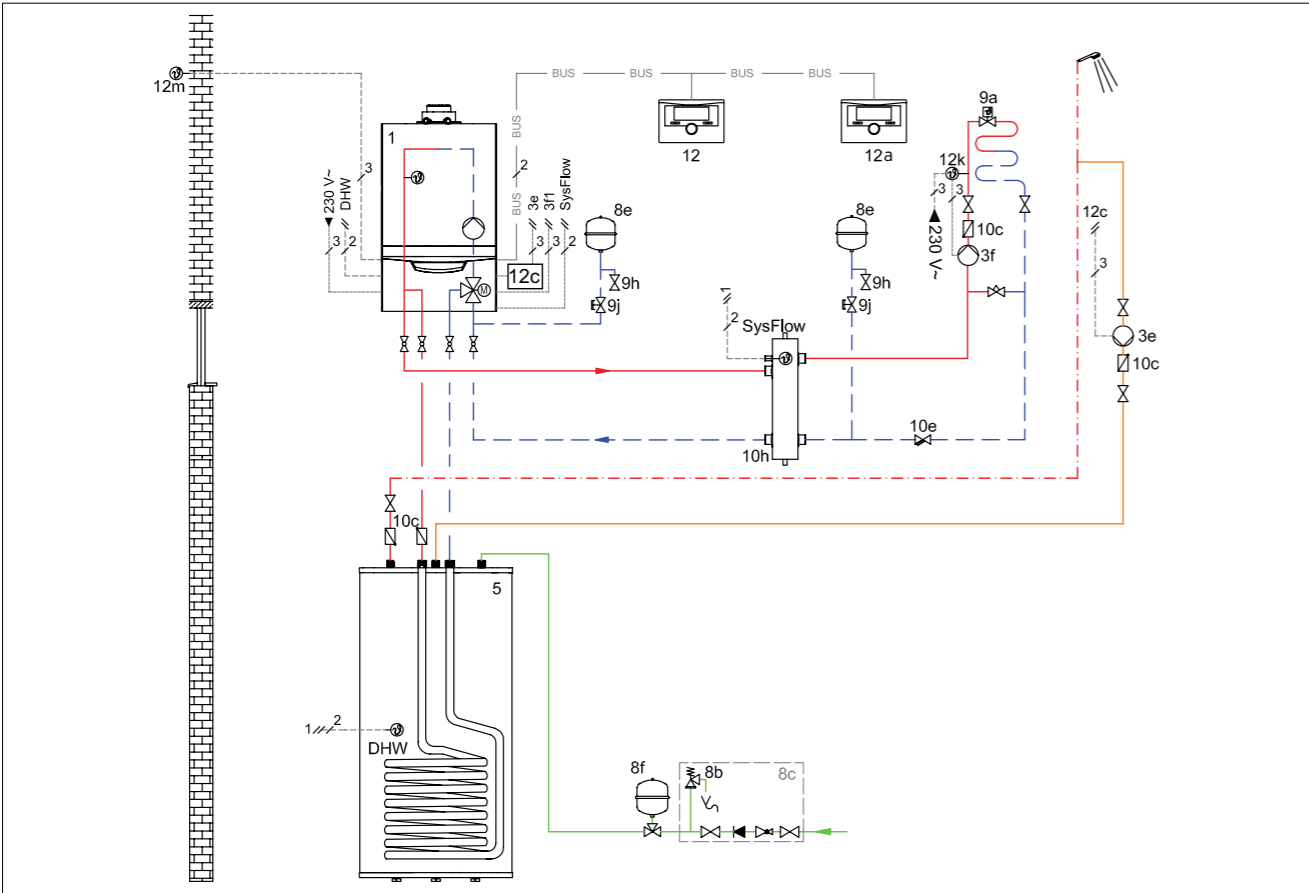 BUS BUS BUS BUS
12m
1
12
12a
9a
12k
3
3
230 V~
3
230 V~
DHW
3
2
BUS
2
BUS
3e
3f1
SysFlow
3
3
2
12c
8e
9h
9j
8e
9h
9j
10c
3f
12c
3
3e
10c
1
2
SysFlow
10e
10h
10c
5
1
2
DHW
8f
8b
8c